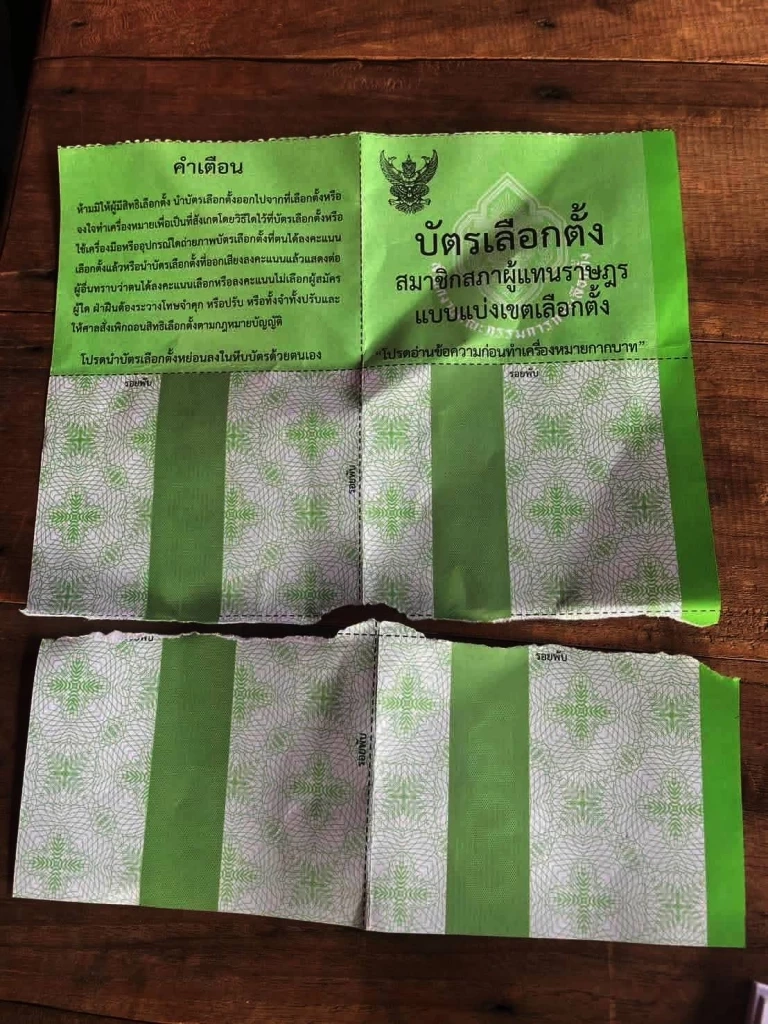 คำเตือน
ห้ามมิให้ผู้มีสิทธิเลือกตั้ง นำบัตรเลือกตั้งออกไปจากที่เลือกตั้งหรือ
จงใจทำเครื่องหมายเพื่อเป็นที่สังเกตโดยวิธีใดไว้ที่บัตรเลือกตั้งหรือ
ใช้เครื่องมือหรืออุปกรณ์ใดถ่ายภาพบัตรเลือกตั้งที่ตนได้ลงคะแนน
เลือกตั้งแล้วหรือนำบัตรเลือกตั้งที่ออกเสียงลงคะแนนแล้วแสดงต่อ
ผู้อื่นทราบว่าตนได้ลงคะแนนเลือกหรือลงคะแนนไม่เลือกผู้สมัคร
ผู้ใด ฝ่าฝืนต้องระวางโทษจำคุก หรือปรับ หรือทั้งจำทั้งปรับและ
ให้ศาลสั่งเพิกถอนสิทธิเลือกตั้งตามกฎหมายบัญญัติ
โปรดนำบัตรเลือกตั้งหย่อนลงในหีบบัตรด้วยตนเอง
บัตรเลือกตั้ง
สมาชิกสภาผู้แทนราษฎร
แบบแบ่งเขตเลือกตั้ง
"โปรดอ่านข้อความก่อนทำเครื่องหมายกากบาท"
รอยพับ
รอยพับ
รอยพับ
รอยพับ
รอยพับ